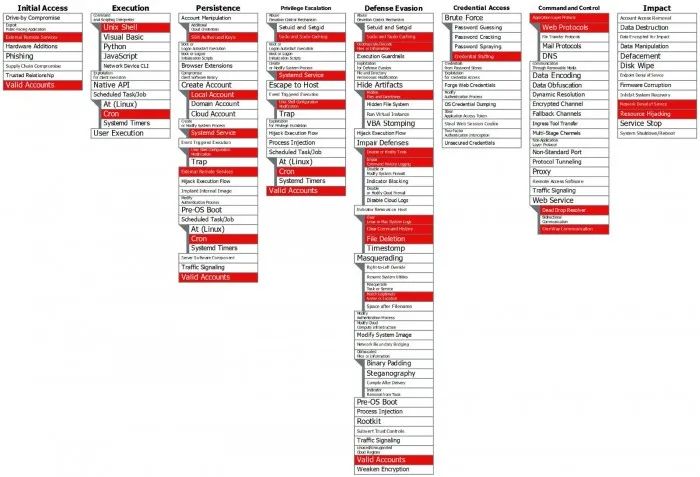 Initial Access
Drive-by Compromise
Exploit
Public-Facing Application
External Remote Services
Hardware Additions
Phishing
Supply Chain Compromise
Trusted Relationship
Valid Accounts
Execution
Command
and Scripting Interpreter
Unix Shell
Visual Basic
Python
JavaScript
Network Device CLI
Exploitation
for Client Execution
Native API
Scheduled Task/Job
At (Linux)
Cron
Systemd Timers
User Execution
Persistence
Account Manipulation
Additional
Cloud Credentials
SSH Authorized Keys
Boot or
Logon Autostart Execution
Boot or Logon
Initialization Scripts
Browser Extensions
Compromise
Client Software Binary
Create Account
Local Account
Domain Account
Cloud Account
Create
or Modify System Process
Systemd Service
Event Triggered Execution
Unix Shell Configuration
Modification
Trap
External Remote Services
Hijack Execution Flow
Implant Internal Image
Modify
Authentication Process
Pre-OS Boot
Scheduled Task/Job
At (Linux)
Cron
Systemd Timers
Server Software Component
Traffic Signaling
Valid Accounts
Privilege Escalation
Abuse
Elevation Control Mechanism
Setuid and Setgid
Sudo and Sudo Caching
Boot or
Logon Autostart Execution
Boot or Logon
Initialization Scripts
Create
or Modify System Process
Systemd Service
Escape to Host
Event Triggered Execution
Unix Shell Configuration
Modification
Trap
Exploitation
for Privilege Escalation
Hijack Execution Flow
Process Injection
Scheduled Task/Job
At (Linux)
Cron
Systemd Timers
Valid Accounts
Defense Evasion
Abuse
Elevation Control Mechanism
Setuid and Setgid
Sudo and Sudo Caching
Deobfuscate/Decode
Files or Information
Execution Guardrails
Exploitation
for Defense Evasion
File and Directory
Permissions Modification
Hide Artifacts
Hidden
Files and Directories
Hidden File System
Run Virtual Instance
VBA Stomping
Hijack Execution Flow
Impair Defenses
Disable or Modify Tools
Impair
Command History Logging
Disable
or Modify System Firewall
Indicator Blocking
Disable
or Modify Cloud Firewall
Disable Cloud Logs
Indicator Removal on Host
Clear
Linux or Mac System Logs
Clear Command History
File Deletion
Timestomp
Masquerading
Right-to-Left Override
Rename System Utilities
Masquerade
Task or Service
Match Legitimate
Name or Location
Space after Filename
Modify
Authentication Process
Modify Cloud
Compute Infrastructure
Modify System Image
Network Boundary Bridging
Obfuscated
Files or Information
Binary Padding
Steganography
Compile After Delivery
Indicator
Removal from Tools
Pre-OS Boot
Process Injection
Rootkit
Subvert Trust Controls
Traffic Signaling
Unused/Unsupported
Cloud Regions
Valid Accounts
Weaken Encryption
Credential Access
Brute Force
Password Guessing
Password Cracking
Password Spraying
Credential Stuffing
Credentials
from Password Stores
Exploitation
for Credential Access
Forge Web Credentials
Modify
Authentication Process
Network Sniffing
OS Credential Dumping
Steal
Application Access Token
Steal Web Session Cookie
Two-Factor
Authentication Interception
Unsecured Credentials
Command and Control
Application Layer Protocol
Web Protocols
File Transfer Protocols
Mail Protocols
DNS
Communication
Through Removable Media
Data Encoding
Data Obfuscation
Dynamic Resolution
Encrypted Channel
Fallback Channels
Ingress Tool Transfer
Multi-Stage Channels
Non-Application
Layer Protocol
Non-Standard Port
Protocol Tunneling
Proxy
Remote Access Software
Traffic Signaling
Web Service
Dead Drop Resolver
Bidirectional
Communication
One-Way Communication
Impact
Account Access Removal
Data Destruction
Data Encrypted for Impact
Data Manipulation
Defacement
Disk Wipe
Endpoint Denial of Service
Firmware Corruption
Inhibit System Recovery
Network Denial of Service
Resource Hijacking
Service Stop
System Shutdown/Reboot